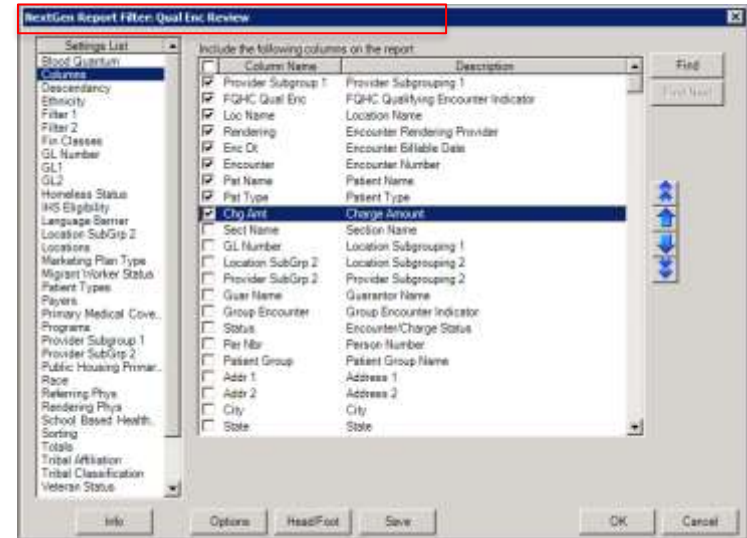 NextGen Report Filter: Qual Enc Review
Settings List
Blood Quantum
Columns
Descendancy
Ethnicity
Filter 1
Filter 2
Fin Classes
GL Number
GL1
GL2
Homeless Status
IHS Eligibility
Language Barrier
Location SubGrp 2
Locations
Marketing Plan Type
Migrant Worker Status
Patient Types
Payers
Primary Medical Cove..
Programs
Provider Subgroup 1
Provider SubGrp 2
Public Housing Primar..
Race
Referring Phys
Rendering Phys
School Based Health..
Sorting
Totals
Tribal Affiliation
Tribal Classification
Veteran Status
Include the following columns on the report
Column Name Description
Provider Subgroup 1 Provider Subgrouping 1
FQHC Qual Enc FQHC Qualifying Encounter Indicator
Loc Name Location Name
Rendering Encounter Rendering Provider
Enc Dt Encounter Billable Date
Encounter Encounter Number
Pat Name Patient Name
Pat Type Patient Type
Chg Amt Charge Amount
Sect Name Section Name
GL Number Location Subgrouping 1
Location SubGrp 2 Location Subgrouping 2
Provider SubGrp 2 Provider Subgrouping 2
Guar Name Guarantor Name
Group Encounter Group Encounter Indicator
Status Encounter/Charge Status
Per Nbr Person Number
Patient Group Patient Group Name
Addr 1 Address 1
Addr 2 Address 2
City City
State State
Find
Find Next
Info Options Head/Foot Save OK Cancel